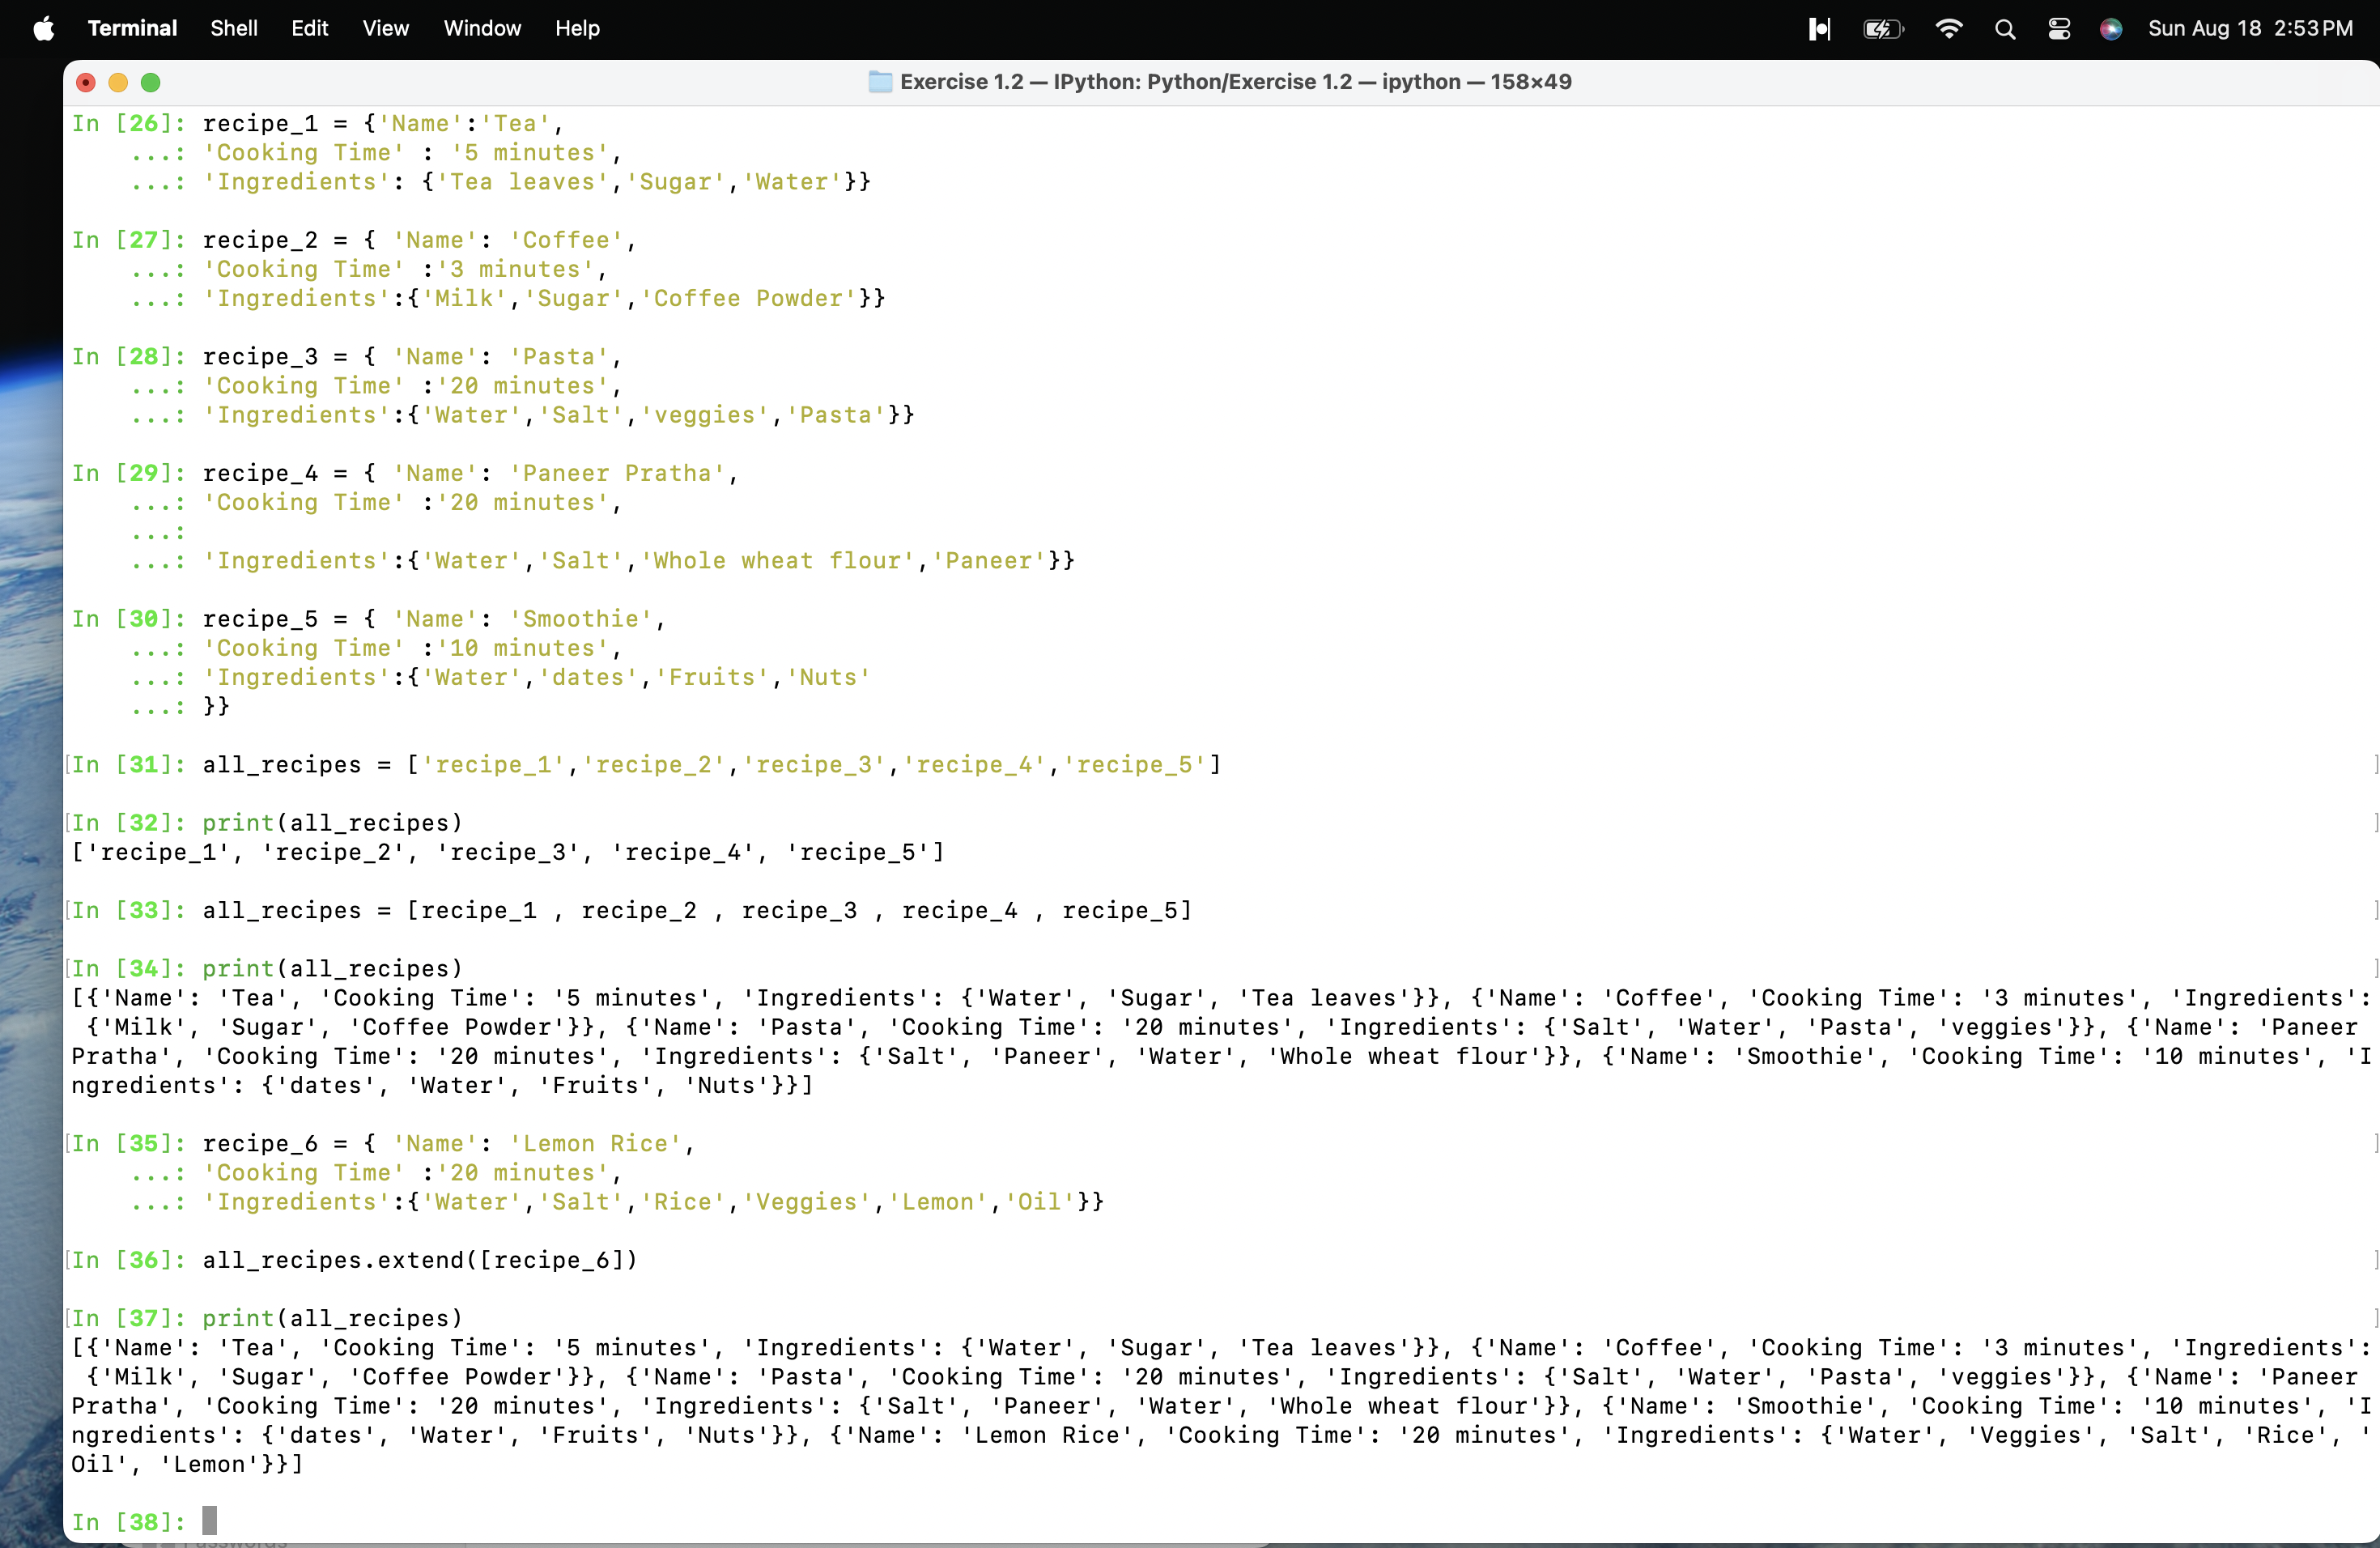 Terminal Shell Edit View Window Help Sun Aug 18 2:53 PM
Exercise 1.2 — IPython: Python/Exercise 1.2 — ipython — 158×49
In [26]: recipe_1 = {'Name':'Tea',
...: 'Cooking Time' : '5 minutes',
...: 'Ingredients': {'Tea leaves','Sugar','Water'}}
In [27]: recipe_2 = { 'Name': 'Coffee',
...: 'Cooking Time' :'3 minutes',
...: 'Ingredients':{'Milk','Sugar','Coffee Powder'}}
In [28]: recipe_3 = { 'Name': 'Pasta',
...: 'Cooking Time' :'20 minutes',
...: 'Ingredients':{'Water','Salt','veggies','Pasta'}}
In [29]: recipe_4 = { 'Name': 'Paneer Pratha',
...: 'Cooking Time' :'20 minutes',
...:
...: 'Ingredients':{'Water','Salt','Whole wheat flour','Paneer'}}
In [30]: recipe_5 = { 'Name': 'Smoothie',
...: 'Cooking Time' :'10 minutes',
...: 'Ingredients':{'Water','dates','Fruits','Nuts'
...: }}
[In [31]: all_recipes = ['recipe_1','recipe_2','recipe_3','recipe_4','recipe_5'] ]
[In [32]: print(all_recipes) ]
['recipe_1', 'recipe_2', 'recipe_3', 'recipe_4', 'recipe_5']
[In [33]: all_recipes = [recipe_1 , recipe_2 , recipe_3 , recipe_4 , recipe_5] ]
[In [34]: print(all_recipes) ]
[{'Name': 'Tea', 'Cooking Time': '5 minutes', 'Ingredients': {'Water', 'Sugar', 'Tea leaves'}}, {'Name': 'Coffee', 'Cooking Time': '3 minutes', 'Ingredients':
{'Milk', 'Sugar', 'Coffee Powder'}}, {'Name': 'Pasta', 'Cooking Time': '20 minutes', 'Ingredients': {'Salt', 'Water', 'Pasta', 'veggies'}}, {'Name': 'Paneer
Pratha', 'Cooking Time': '20 minutes', 'Ingredients': {'Salt', 'Paneer', 'Water', 'Whole wheat flour'}}, {'Name': 'Smoothie', 'Cooking Time': '10 minutes', 'I
ngredients': {'dates', 'Water', 'Fruits', 'Nuts'}}]
[In [35]: recipe_6 = { 'Name': 'Lemon Rice', ]
...: 'Cooking Time' :'20 minutes',
...: 'Ingredients':{'Water','Salt','Rice','Veggies','Lemon','Oil'}}
[In [36]: all_recipes.extend([recipe_6]) ]
[In [37]: print(all_recipes) ]
[{'Name': 'Tea', 'Cooking Time': '5 minutes', 'Ingredients': {'Water', 'Sugar', 'Tea leaves'}}, {'Name': 'Coffee', 'Cooking Time': '3 minutes', 'Ingredients':
{'Milk', 'Sugar', 'Coffee Powder'}}, {'Name': 'Pasta', 'Cooking Time': '20 minutes', 'Ingredients': {'Salt', 'Water', 'Pasta', 'veggies'}}, {'Name': 'Paneer
Pratha', 'Cooking Time': '20 minutes', 'Ingredients': {'Salt', 'Paneer', 'Water', 'Whole wheat flour'}}, {'Name': 'Smoothie', 'Cooking Time': '10 minutes', 'I
ngredients': {'dates', 'Water', 'Fruits', 'Nuts'}}, {'Name': 'Lemon Rice', 'Cooking Time': '20 minutes', 'Ingredients': {'Water', 'Veggies', 'Salt', 'Rice', '
Oil', 'Lemon'}}]
In [38]: